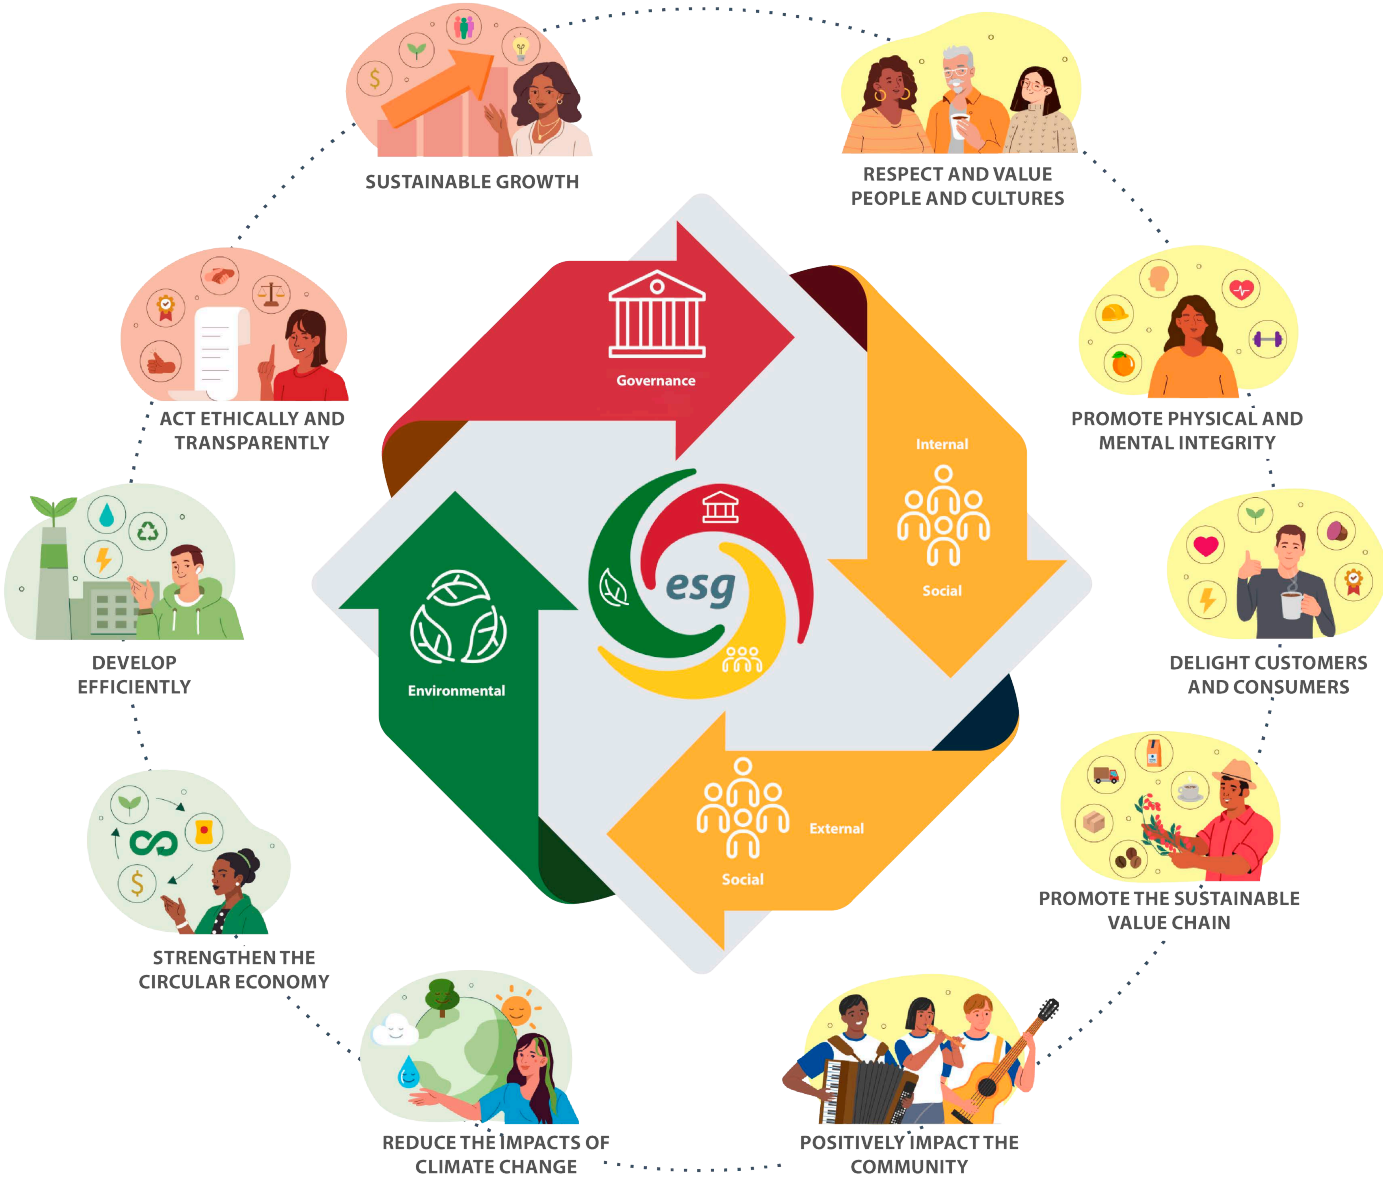 SUSTAINABLE GROWTH
RESPECT AND VALUE
PEOPLE AND CULTURES
ACT ETHICALLY AND
TRANSPARENTLY
PROMOTE PHYSICAL AND
MENTAL INTEGRITY
Governance
Internal
Social
esg
Environmental
External
Social
DEVELOP
EFFICIENTLY
DELIGHT CUSTOMERS
AND CONSUMERS
PROMOTE THE SUSTAINABLE
VALUE CHAIN
STRENGTHEN THE
CIRCULAR ECONOMY
REDUCE THE IMPACTS OF
CLIMATE CHANGE
POSITIVELY IMPACT THE
COMMUNITY